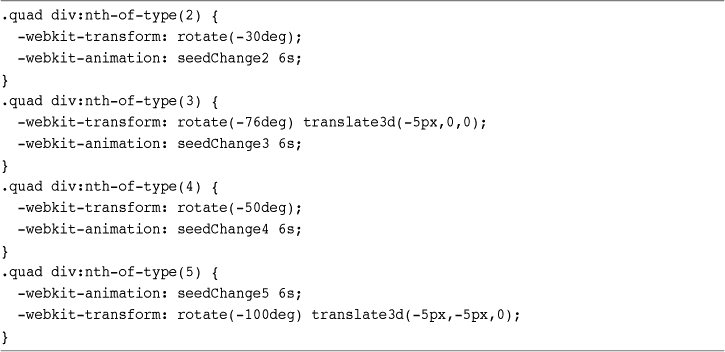 .quad div:nth-of-type(2) {
  -webkit-transform: rotate(-30deg);
  -webkit-animation: seedChange2 6s;
}
.quad div:nth-of-type(3) {
  -webkit-transform: rotate(-76deg) translate3d(-5px,0,0);
  -webkit-animation: seedChange3 6s;
}
.quad div:nth-of-type(4) {
  -webkit-transform: rotate(-50deg);
  -webkit-animation: seedChange4 6s;
}
.quad div:nth-of-type(5) {
  -webkit-animation: seedChange5 6s;
  -webkit-transform: rotate(-100deg) translate3d(-5px,-5px,0);
}